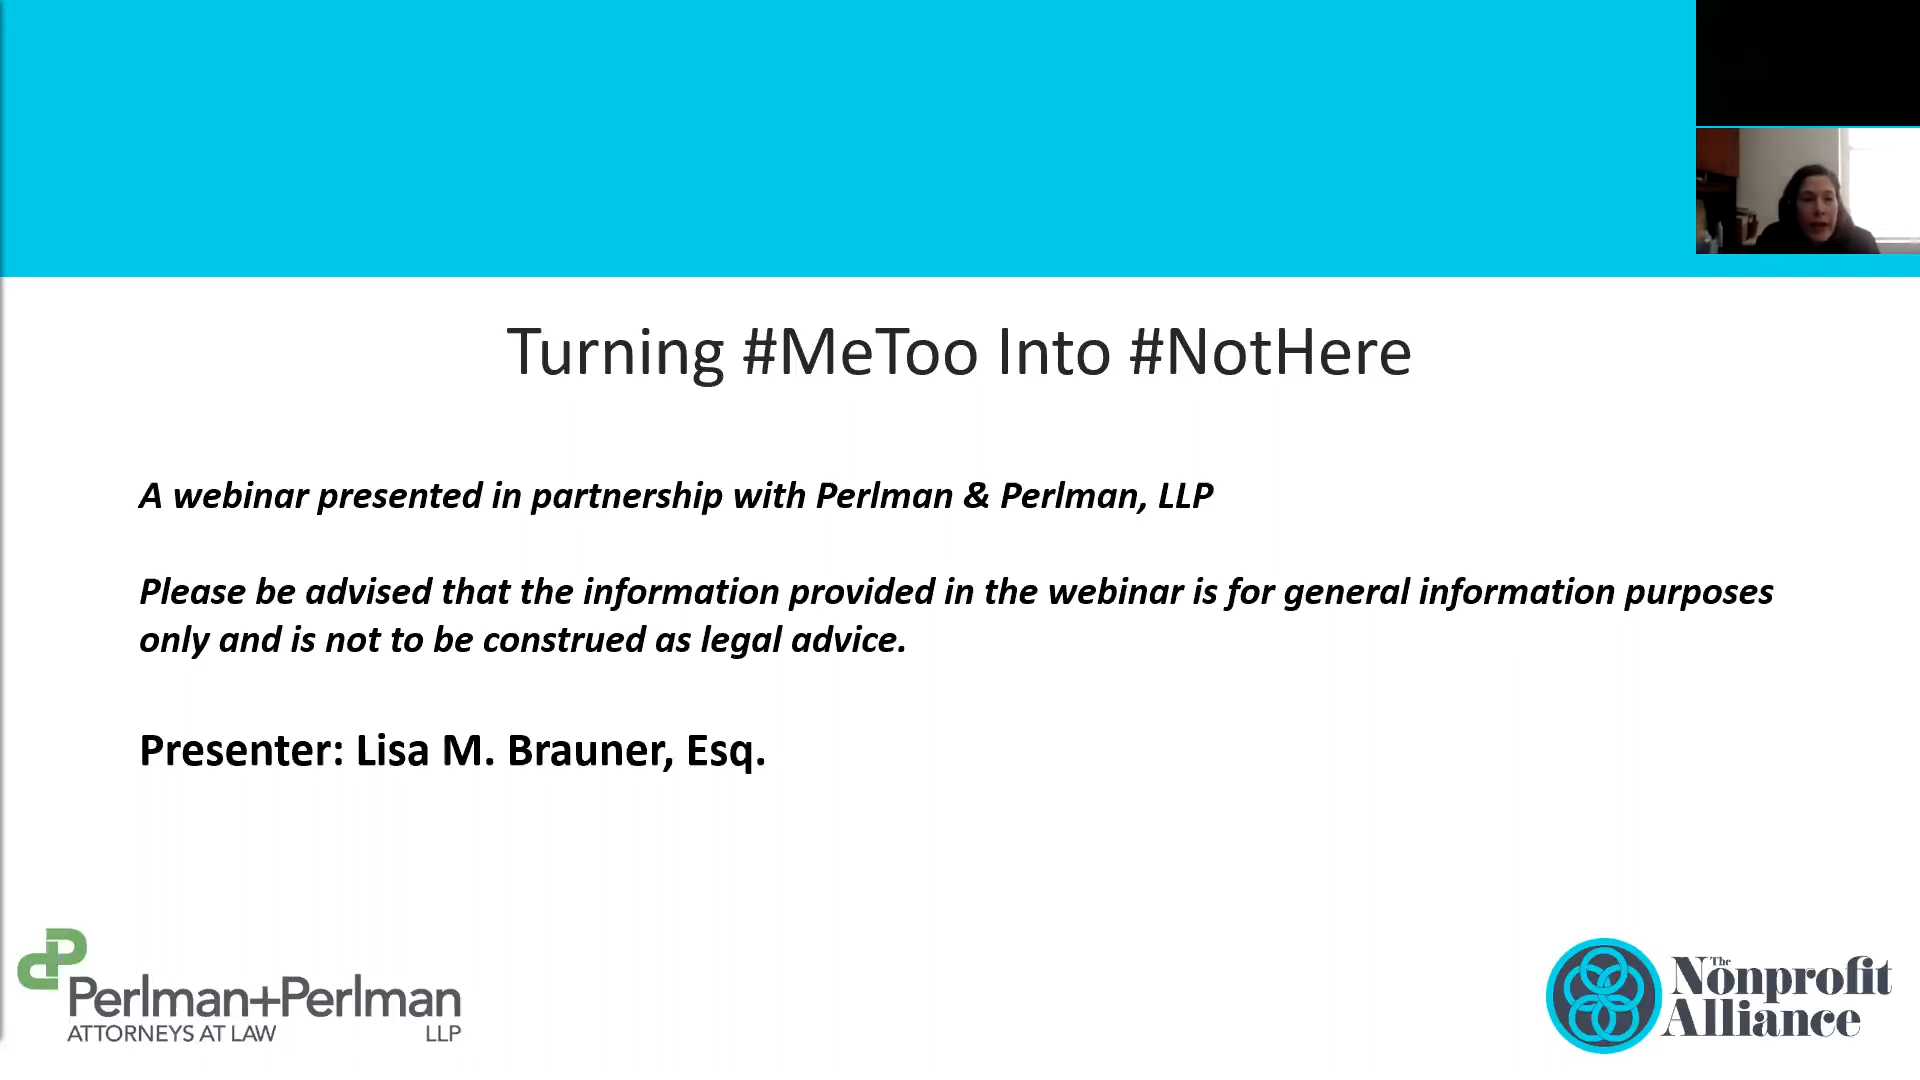 Turning #MeToo Into #NotHere
A webinar presented in partnership with Perlman & Perlman, LLP
Please be advised that the information provided in the webinar is for general information purposes
only and is not to be construed as legal advice.
Presenter: Lisa M. Brauner, Esq.
Perlman+Perlman
ATTORNEYS AT LAW LLP
The
Nonprofit
Alliance